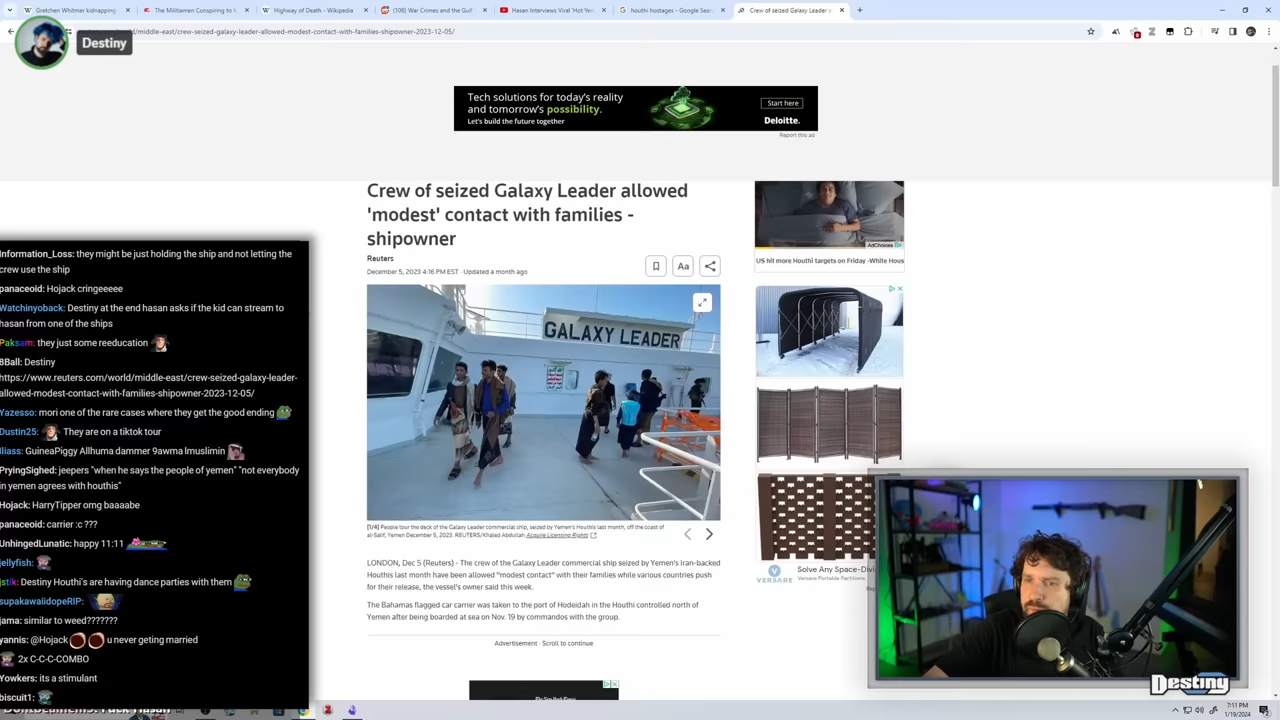 Gretchen Whitmer kidnapping
The Militiamen Conspiring to
Highway of Death - Wikipedia
(108) War Crimes and the Gulf
Hasan Interviews Viral 'Hot Ye
houthi hostages - Google Sea
Crew of seized Galaxy Leader a
/world/middle-east/crew-seized-galaxy-leader-allowed-modest-contact-with-families-shipowner-2023-12-05/
Destiny
Tech solutions for today's reality
and tomorrow's possibility.
Let's build the future together
Start here
Deloitte.
Report this ad
Crew of seized Galaxy Leader allowed
'modest' contact with families -
shipowner
Reuters
December 5, 2023 4:16 PM EST · Updated a month ago
Aa
AdChoices
US hit more Houthi targets on Friday -White Hous
GALAXY LEADER
[1/4] People tour the deck of the Galaxy Leader commercial ship, seized by Yemen's Houthis last month, off the coast of
al-Salif, Yemen December 5, 2023. REUTERS/Khaled Abdullah Acquire Licensing Rights
LONDON, Dec 5 (Reuters) - The crew of the Galaxy Leader commercial ship seized by Yemen's Iran-backed
Houthis last month have been allowed "modest contact" with their families while various countries push
for their release, the vessel's owner said this week.
The Bahamas flagged car carrier was taken to the port of Hodeidah in the Houthi controlled north of
Yemen after being boarded at sea on Nov. 19 by commandos with the group.
Advertisement · Scroll to continue
VERSARE
Solve Any Space-Divi
Versare Portable Partitions
Information_Loss: they might be just holding the ship and not letting the
crew use the ship
panaceoid: Hojack cringeeeee
Watchinyoback: Destiny at the end hasan asks if the kid can stream to
hasan from one of the ships
Paksam: they just some reeducation
8Ball: Destiny
https://www.reuters.com/world/middle-east/crew-seized-galaxy-leader-
allowed-modest-contact-with-families-shipowner-2023-12-05/
Yazesso: mori one of the rare cases where they get the good ending
Dustin25: They are on a tiktok tour
Iliass: GuineaPiggy Allhuma dammer 9awma lmuslimin
PryingSighed: jeepers "when he says the people of yemen" "not everybody
in yemen agrees with houthis"
Hojack: HarryTipper omg baaaabe
panaceoid: carrier :c ???
UnhingedLunatic: happy 11:11
jellyfish:
jstik: Destiny Houthi's are having dance parties with them
supakawaiidopeRIP:
jama: similar to weed???????
yannis: @Hojack u never getting married
2x C-C-C-COMBO
Yowkers: its a stimulant
biscuit1:
Destiny
7:11 PM
1/19/2024